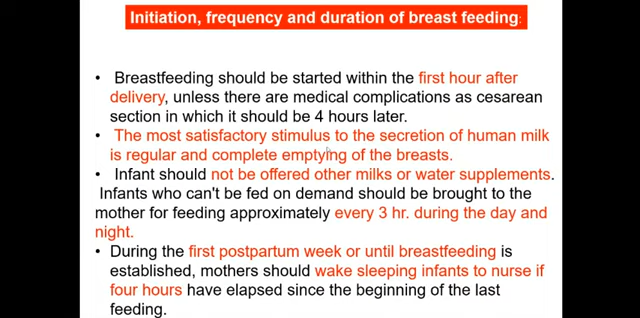 Initiation, frequency and duration of breast feeding:
• Breastfeeding should be started within the first hour after
delivery, unless there are medical complications as cesarean
section in which it should be 4 hours later.
• The most satisfactory stimulus to the secretion of human milk
is regular and complete emptying of the breasts.
• Infant should not be offered other milks or water supplements.
Infants who can't be fed on demand should be brought to the
mother for feeding approximately every 3 hr. during the day and
night.
• During the first postpartum week or until breastfeeding is
established, mothers should wake sleeping infants to nurse if
four hours have elapsed since the beginning of the last
feeding.